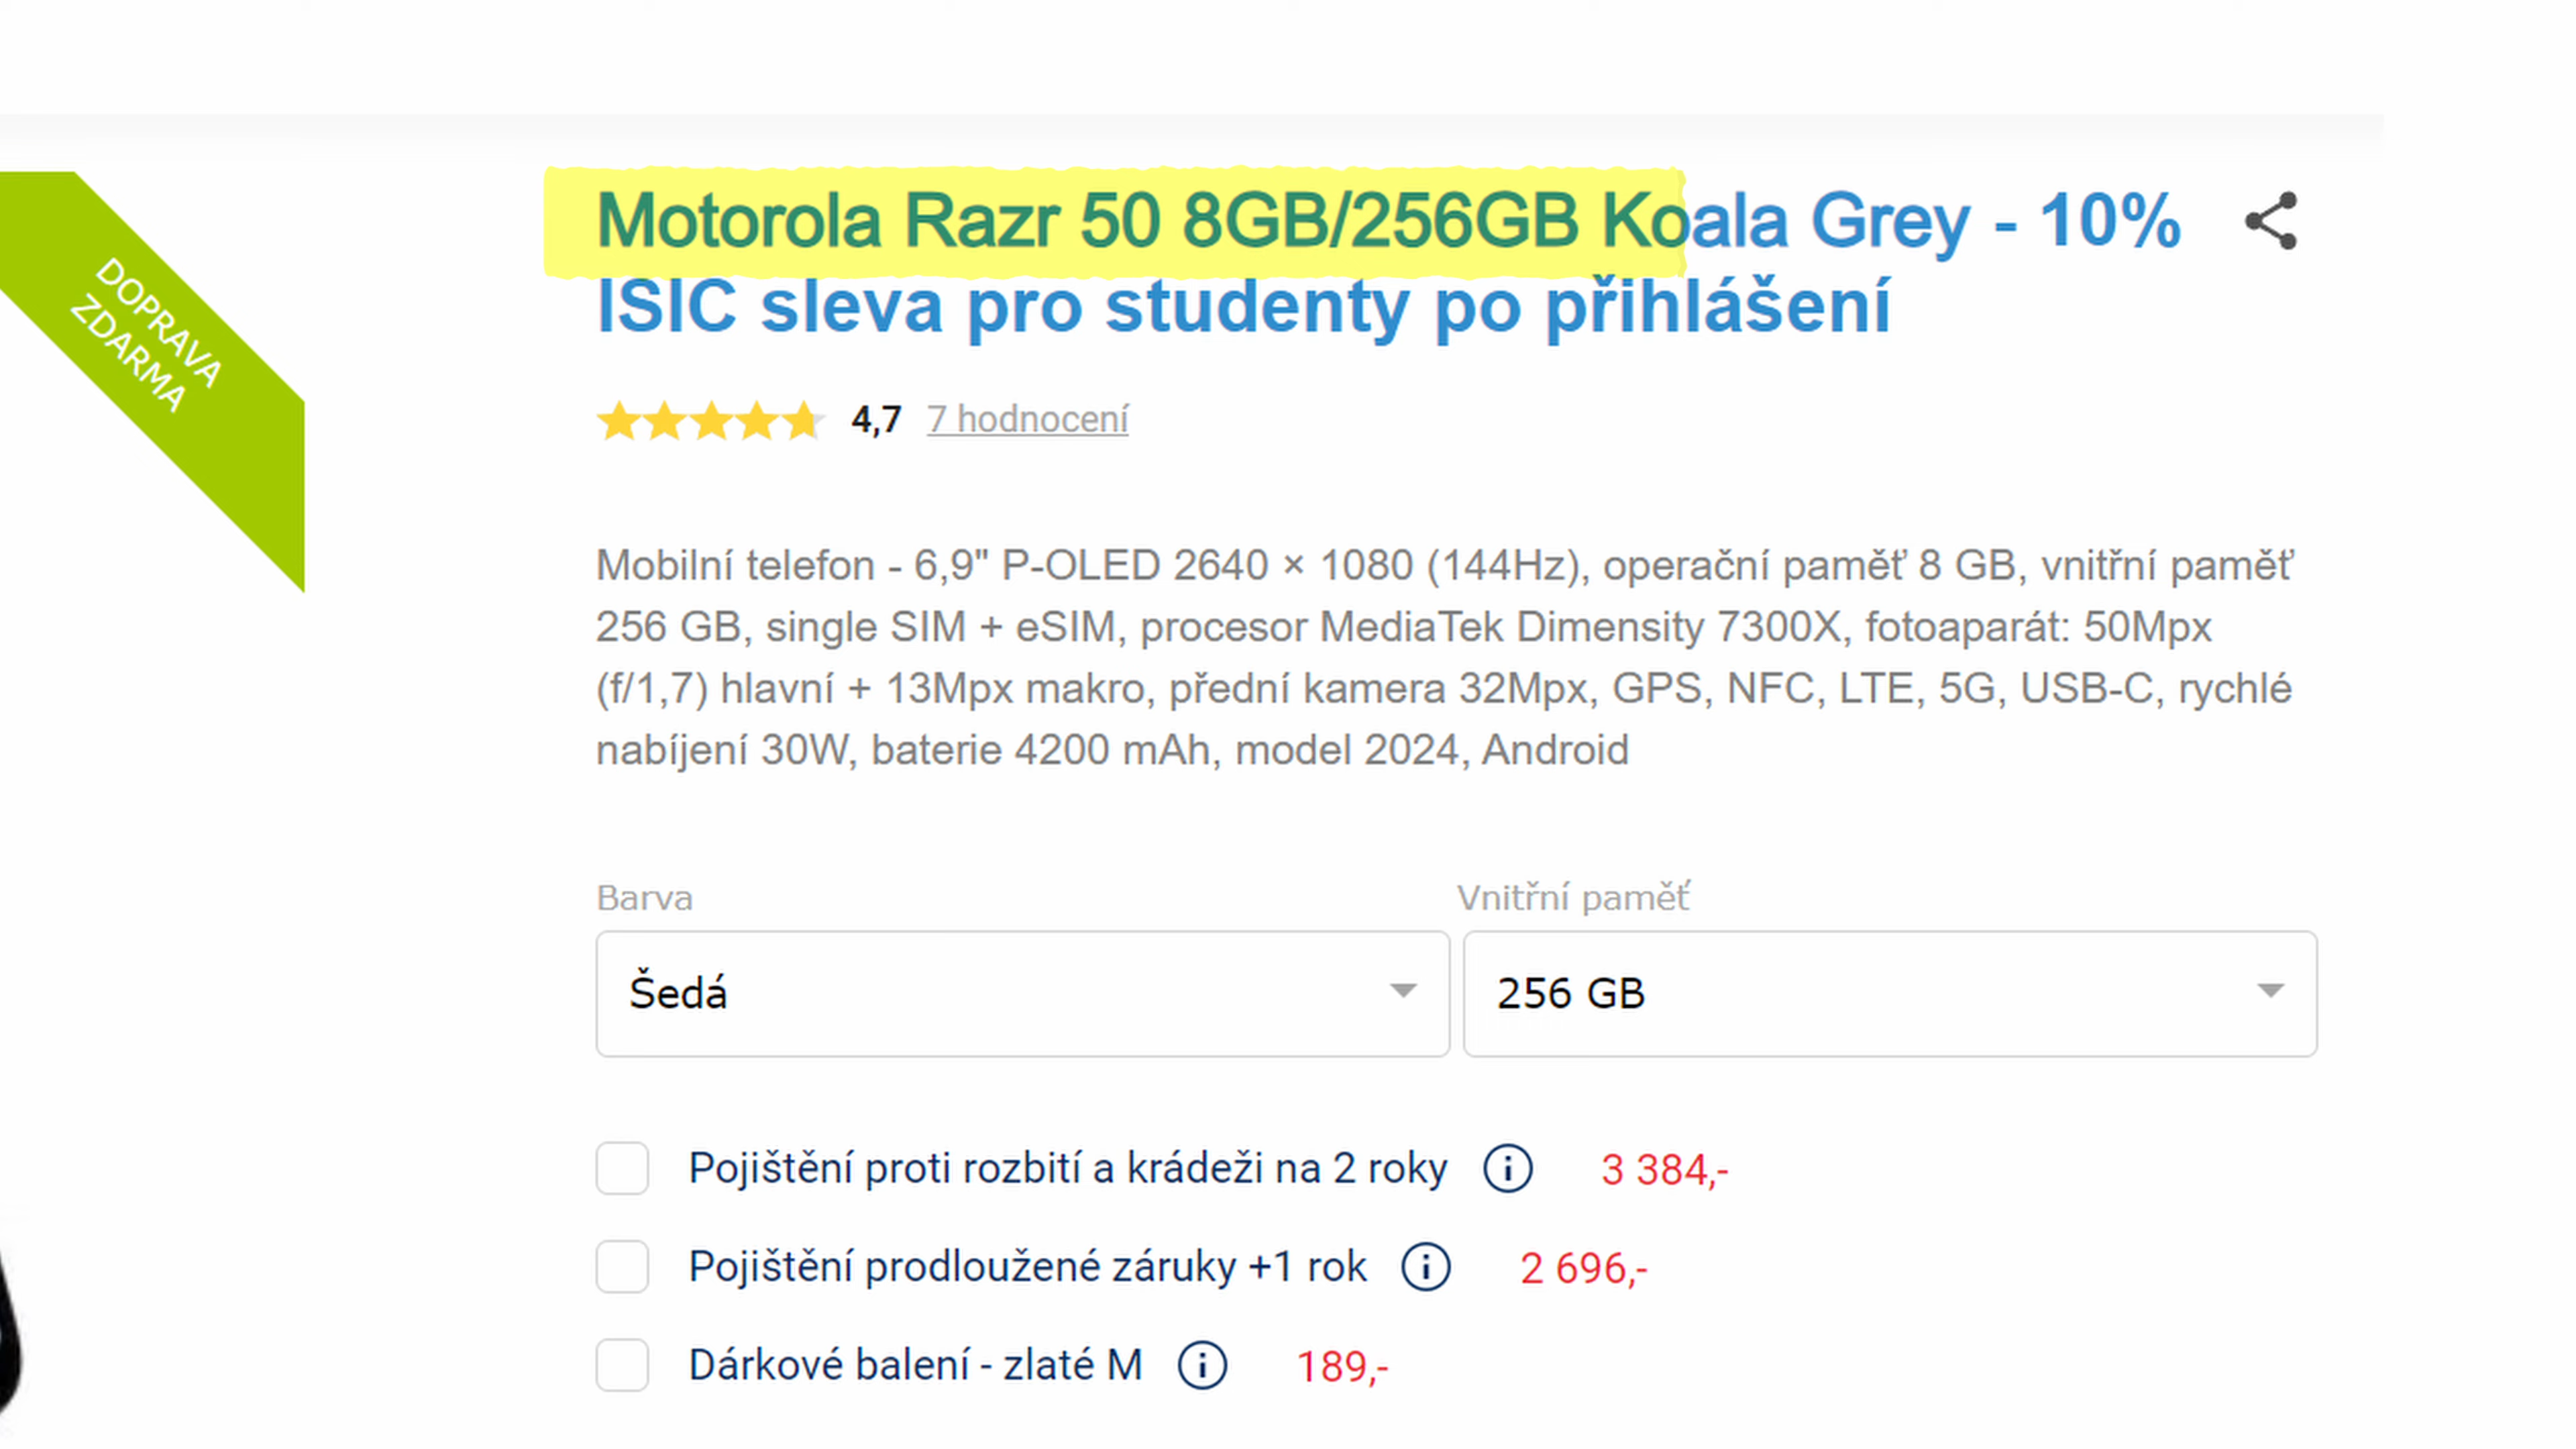 DOPRAVA
ZDARMA
Motorola Razr 50 8GB/256GB Koala Grey - 10%
ISIC sleva pro studenty po přihlášení
4,7 7 hodnocení
Mobilní telefon - 6,9" P-OLED 2640 × 1080 (144Hz), operační paměť 8 GB, vnitřní paměť
256 GB, single SIM + eSIM, procesor MediaTek Dimensity 7300X, fotoaparát: 50Mpx
(f/1,7) hlavní + 13Mpx makro, přední kamera 32Mpx, GPS, NFC, LTE, 5G, USB-C, rychlé
nabíjení 30W, baterie 4200 mAh, model 2024, Android
Barva Vnitřní paměť
Šedá 256 GB
Pojištění proti rozbití a krádeži na 2 roky i 3 384,-
Pojištění prodloužené záruky +1 rok i 2 696,-
Dárkové balení - zlaté M i 189,-